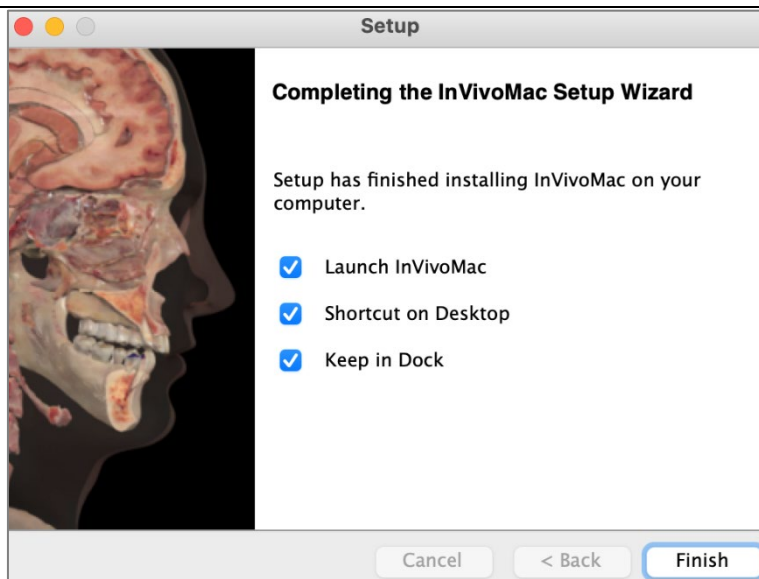 Setup
Completing the InVivoMac Setup Wizard
Setup has finished installing InVivoMac on your
computer.
Launch InVivoMac
Shortcut on Desktop
Keep in Dock
Cancel
< Back
Finish